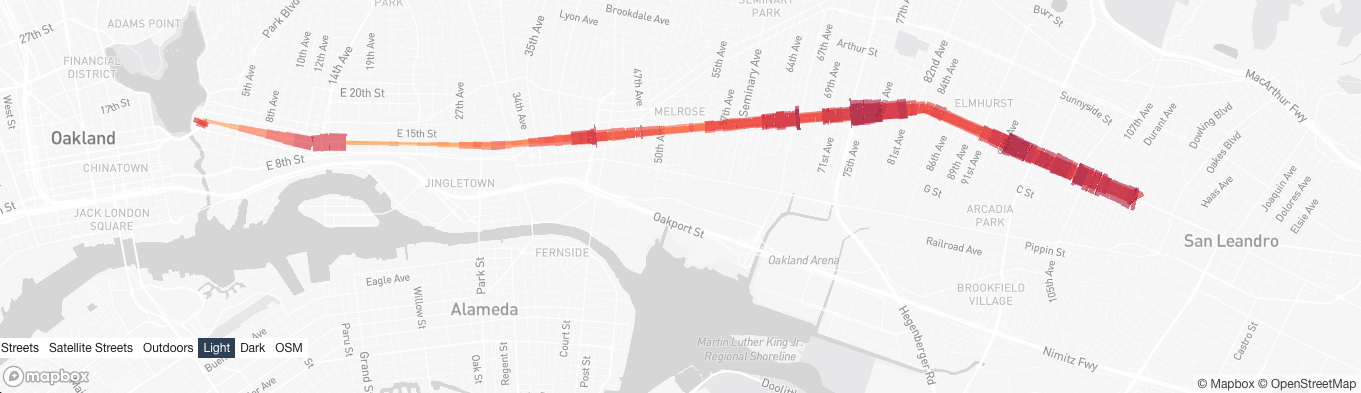 27th St
ADAMS POINT
Park Blvd
PARK
Lyon Ave
Brookdale Ave
SEMINARY
PARK
77th Ave
Burr St
35th Ave
55th Ave
64th Ave
67th Ave
Arthur St
82nd Ave
84th Ave
MacArthur Fwy
FINANCIAL
DISTRICT
5th Ave
8th Ave
10th Ave
12th Ave
14th Ave
19th Ave
E 20th St
27th Ave
34th Ave
47th Ave
MELROSE
Seminary Ave
69th Ave
ELMHURST
Sunnyside St
107th Ave
Durant Ave
Dowling Blvd
Oakes Blvd
West St
17th St
Oakland
CHINATOWN
E 15th St
E 8th St
50th Ave
71st Ave
75th Ave
81st Ave
86th Ave
89th Ave
91st Ave
JINGLETOWN
G St
C St
Haas Ave
Joaquin Ave
Dolores Ave
Elsie Ave
JACK LONDON
SQUARE
Oakport St
ARCADIA
PARK
San Leandro
FERNSIDE
Oakland Arena
Railroad Ave
Pippin St
105th Ave
Eagle Ave
Park St
Willow St
Alameda
BROOKFIELD
VILLAGE
Hegenberger Rd
Paru St
Grand St
Oak St
Regent St
Court St
Post St
Martin Luther King Jr.
Regional Shoreline
Nimitz Fwy
Castro St
Doolit
Streets
Satellite Streets
Outdoors
Light
Dark
OSM
mapbox
© Mapbox © OpenStreetMap